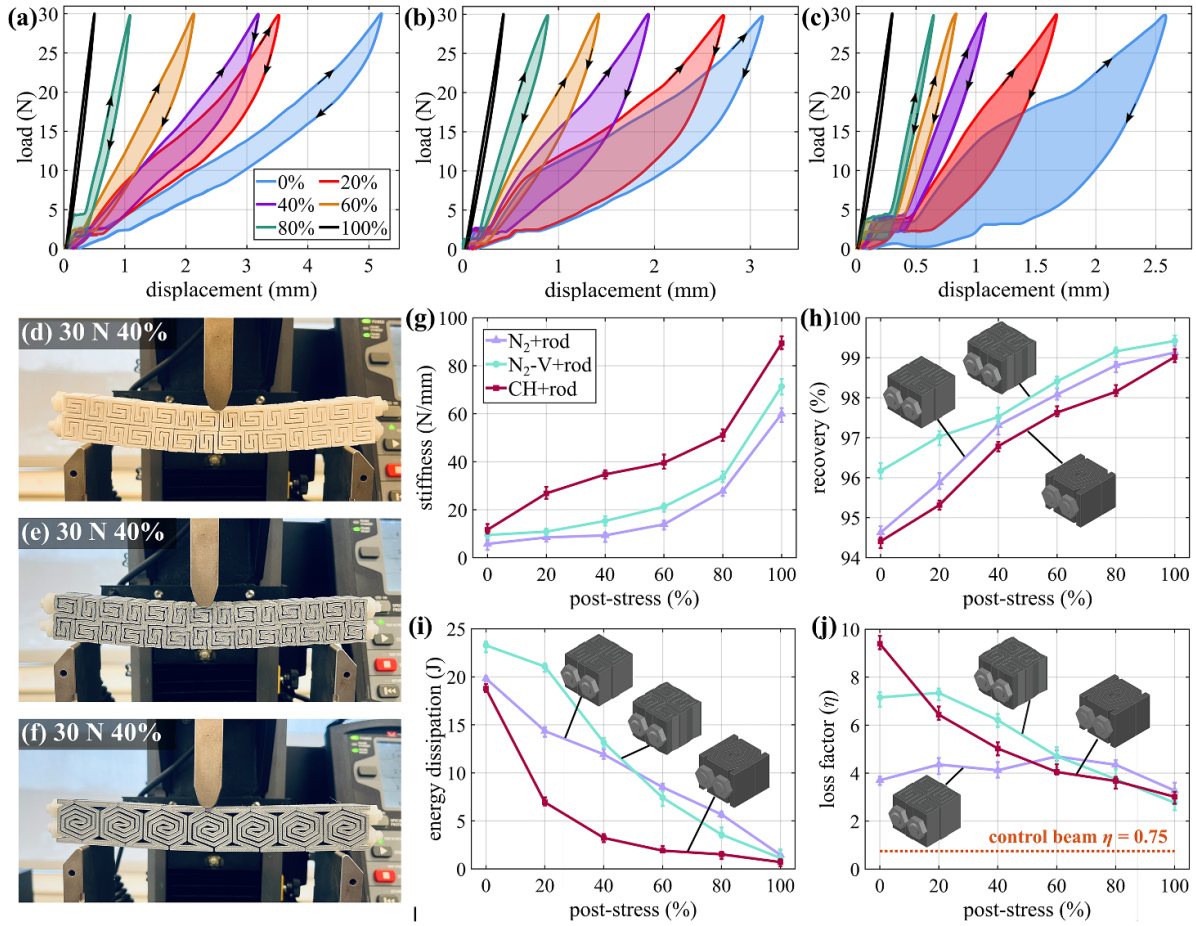 (a)
30
25
20
15
10
5
0
load (N)
0 1 2 3 4 5
displacement (mm)
0% 20%
40% 60%
80% 100%
(b)
30
25
20
15
10
5
0
load (N)
0 1 2 3
displacement (mm)
(c)
30
25
20
15
10
5
0
load (N)
0.5 1 1.5 2 2.5
displacement (mm)
(d) 30 N 40%
(e) 30 N 40%
(f) 30 N 40%
(g)
100
80
60
40
20
0
stiffness (N/mm)
N₂+rod
N₂-V+rod
CH+rod
0 20 40 60 80 100
post-stress (%)
(h)
100
99
98
97
96
95
94
recovery (%)
0 20 40 60 80 100
post-stress (%)
(i)
25
20
15
10
5
0
energy dissipation (J)
0 20 40 60 80 100
post-stress (%)
(j)
10
8
6
4
2
0
loss factor (η)
control beam η = 0.75
0 20 40 60 80 100
post-stress (%)